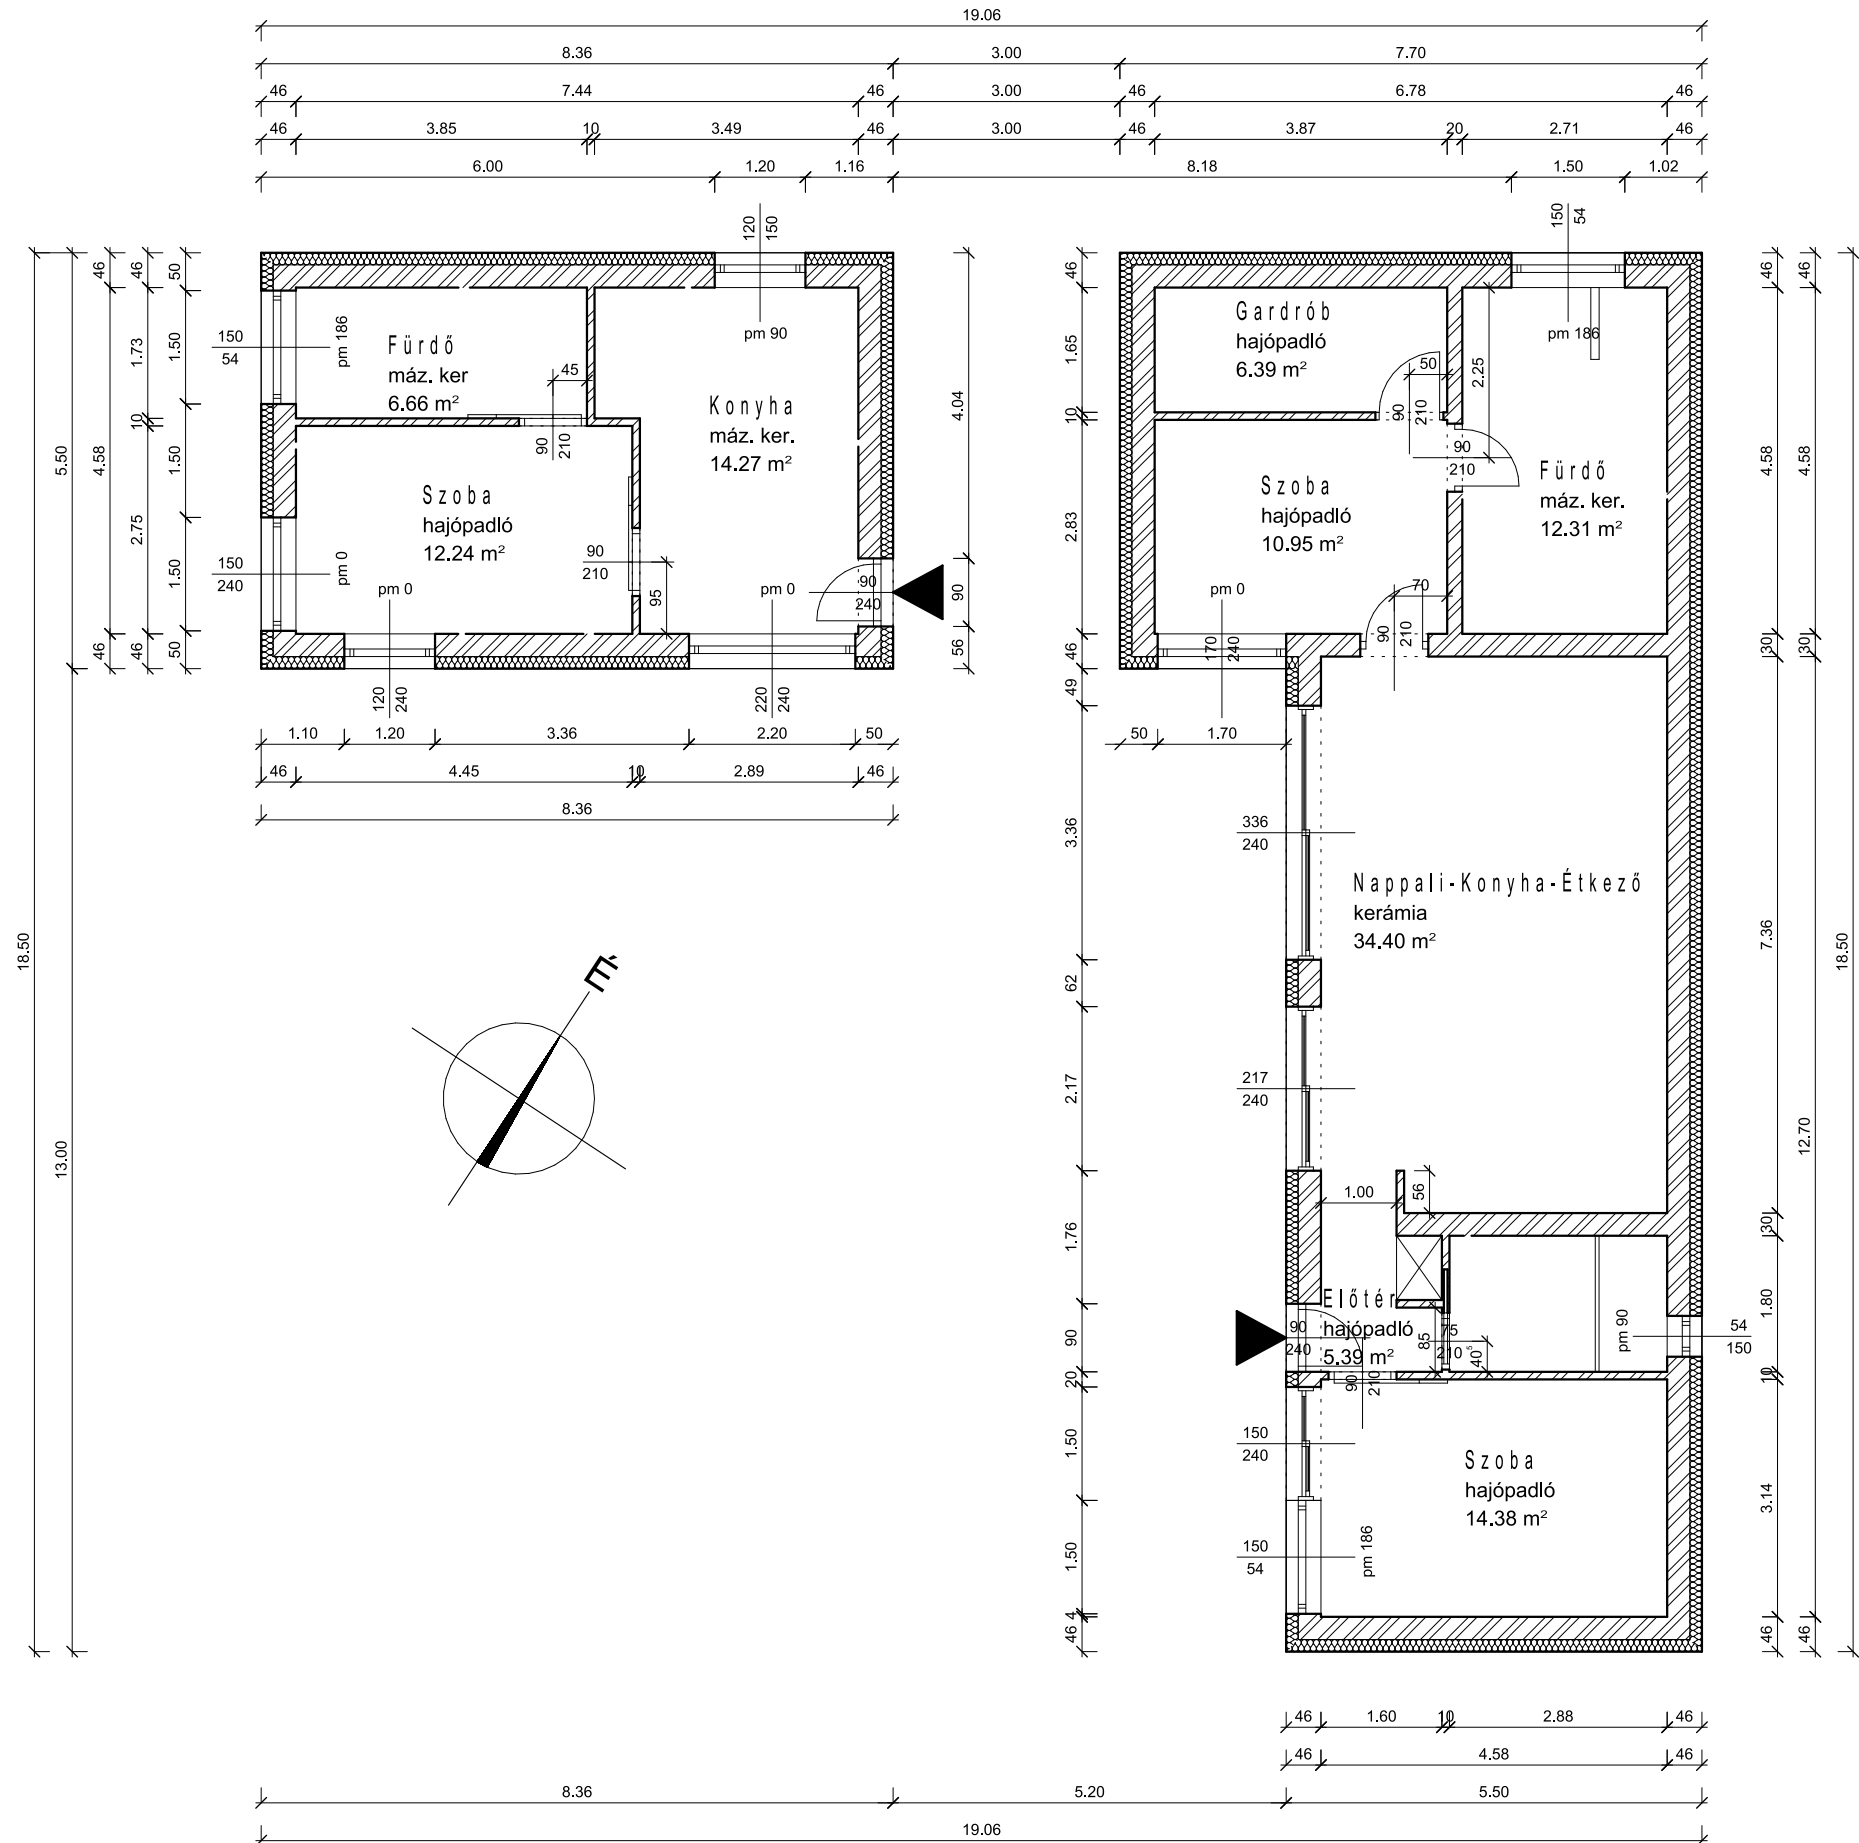 19.06
8.36 3.00 7.70
46 7.44 46 3.00 46 6.78 46
46 3.85 10 3.49 46 3.00 46 3.87 20 2.71 46
6.00 1.20 1.16 8.18 1.50 1.02
120
150
150
54
pm 90
pm 186
18.50
5.50
13.00
46 4.58 46
46 1.73 10 2.75 46
50 1.50 1.50 1.50 50
150
54
pm 186
Fürdő
máz. ker
6.66 m²
45
90
210
Konyha
máz. ker.
14.27 m²
Szoba
hajópadló
12.24 m²
150
240
pm 0
pm 0
90
210
95
pm 0
90
240
120
240
220
240
4.04
90
56
1.10 1.20 3.36 2.20 50
46 4.45 10 2.89 46
8.36
Gardrób
hajópadló
6.39 m²
50
90
210
2.25
90
210
Fürdő
máz. ker.
12.31 m²
Szoba
hajópadló
10.95 m²
70
90
210
pm 0
170
240
50 1.70
46
1.65
10
2.83
46
49
3.36
62
2.17
1.76
90
20
1.50
1.50
4
46
336
240
Nappali-Konyha-Étkező
kerámia
34.40 m²
217
240
1.00
56
Előtér
hajópadló
5.39 m²
90
240
85
75
210
40⁵
pm 90
54
150
90
210
150
240
Szoba
hajópadló
14.38 m²
150
54
pm 186
46
4.58
30
7.36
30
1.80
10
3.14
46
46
4.58
30
12.70
46
18.50
É
46 1.60 10 2.88 46
46 4.58 46
8.36 5.20 5.50
19.06